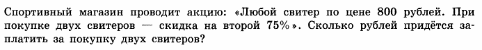 Спортивный магазин проводит акцию: «Любой свитер по цене 800 рублей. При
покупке двух свитеров — скидка на второй 75%». Сколько рублей придётся за-
платить за покупку двух свитеров?